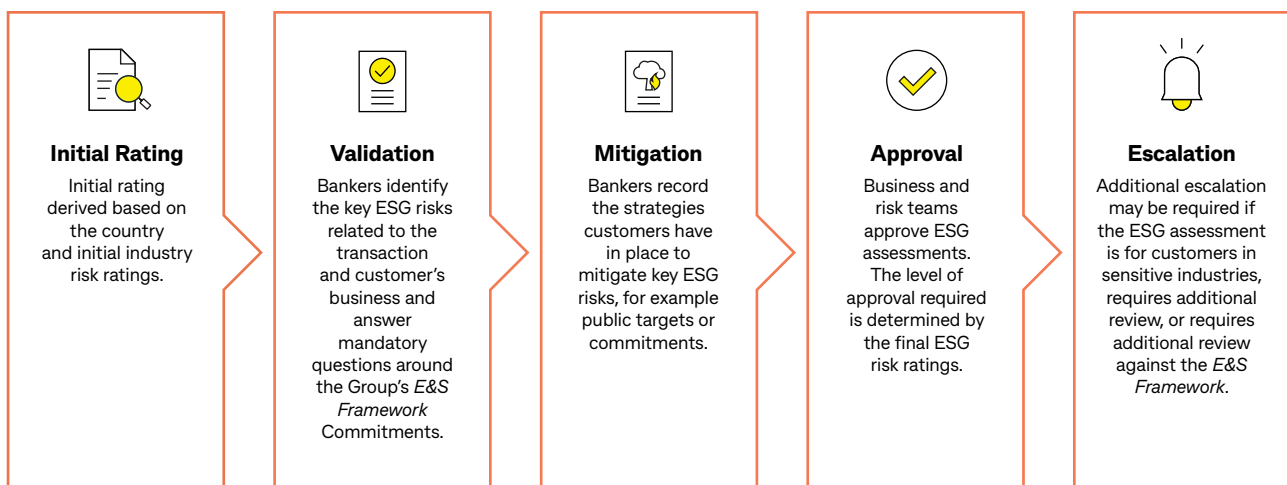 Initial Rating
Initial rating
derived based on
the country
and initial industry
risk ratings.
Validation
Bankers identify
the key ESG risks
related to the
transaction
and customer’s
business and
answer
mandatory
questions around
the Group’s E&S
Framework
Commitments.
Mitigation
Bankers record
the strategies
customers have
in place to
mitigate key ESG
risks, for example
public targets or
commitments.
Approval
Business and
risk teams
approve ESG
assessments.
The level of
approval required
is determined by
the final ESG
risk ratings.
Escalation
Additional escalation
may be required if
the ESG assessment
is for customers in
sensitive industries,
requires additional
review, or requires
additional review
against the E&S
Framework.